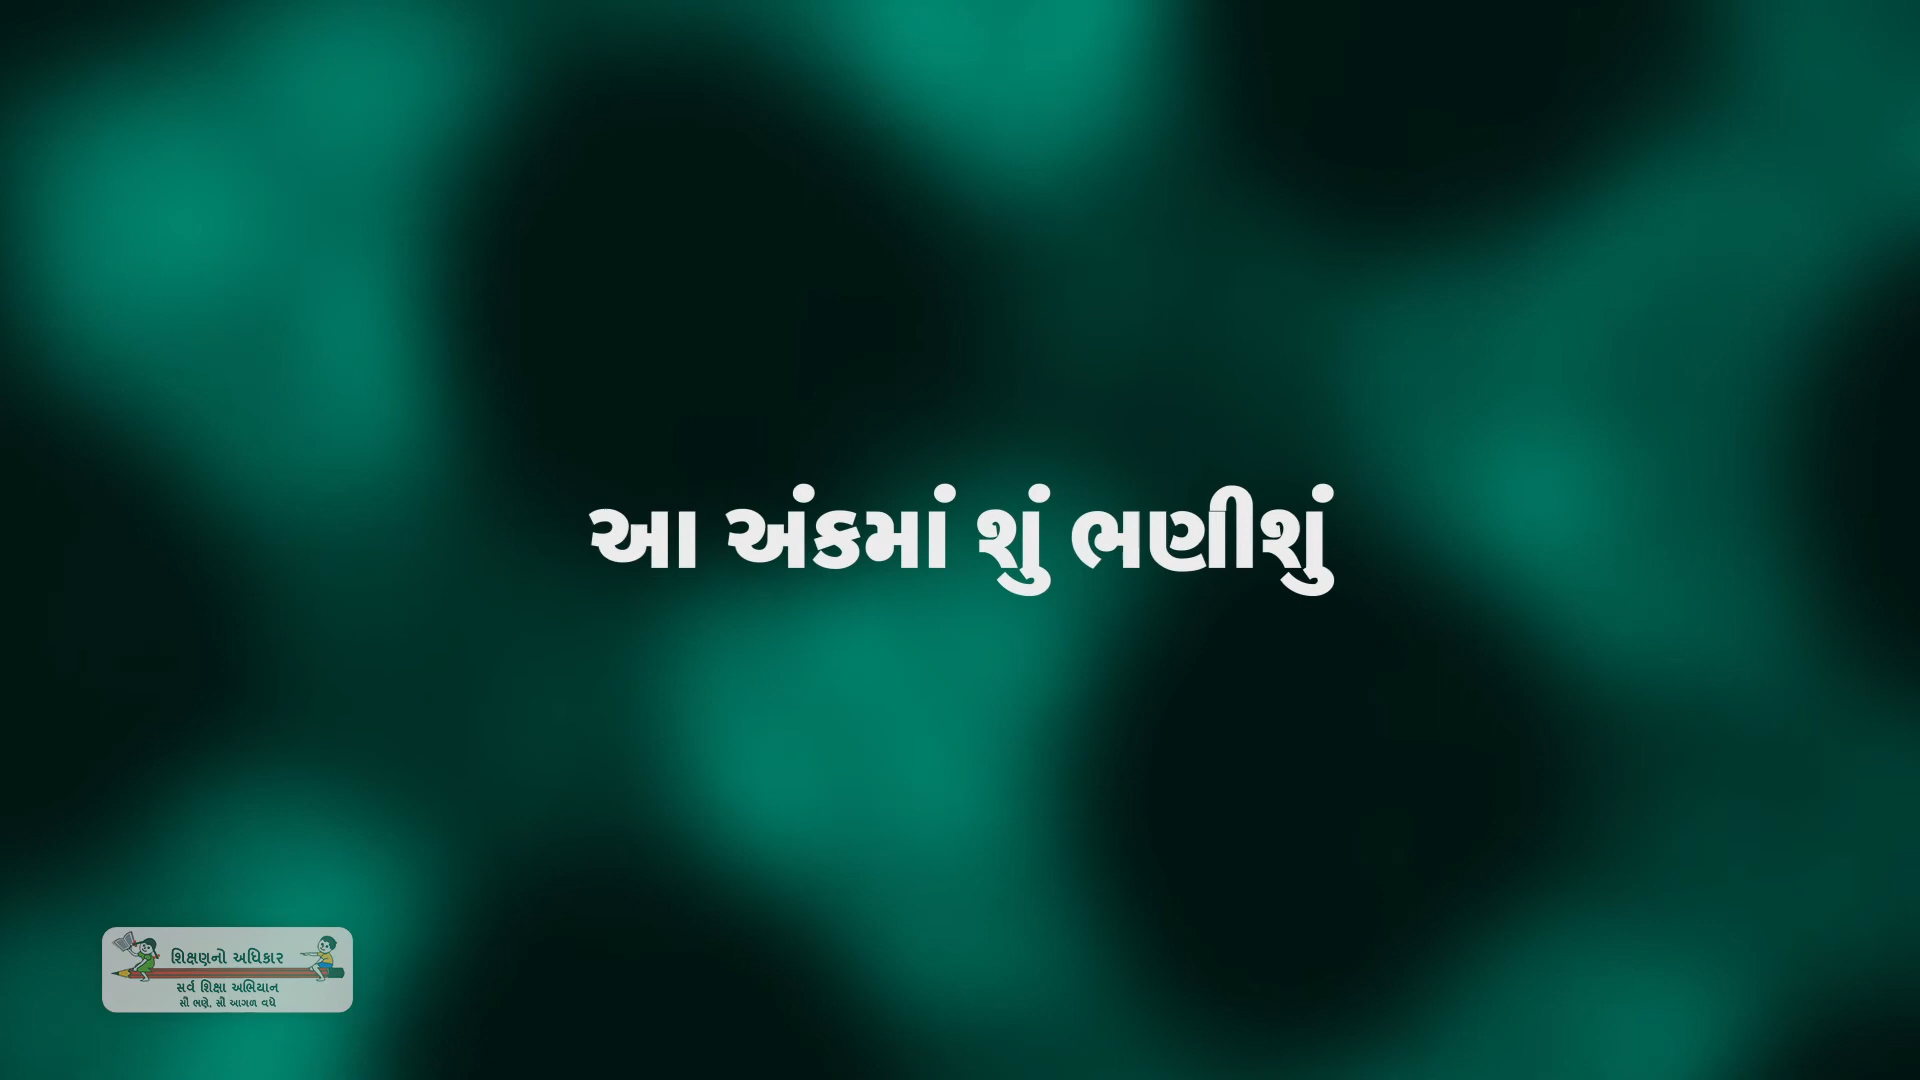 આ અંકમાં શું ભણીશું
શિક્ષણનો અધિકાર
સર્વ શિક્ષા અભિયાન
સૌ ભણે, સૌ આગળ વધે